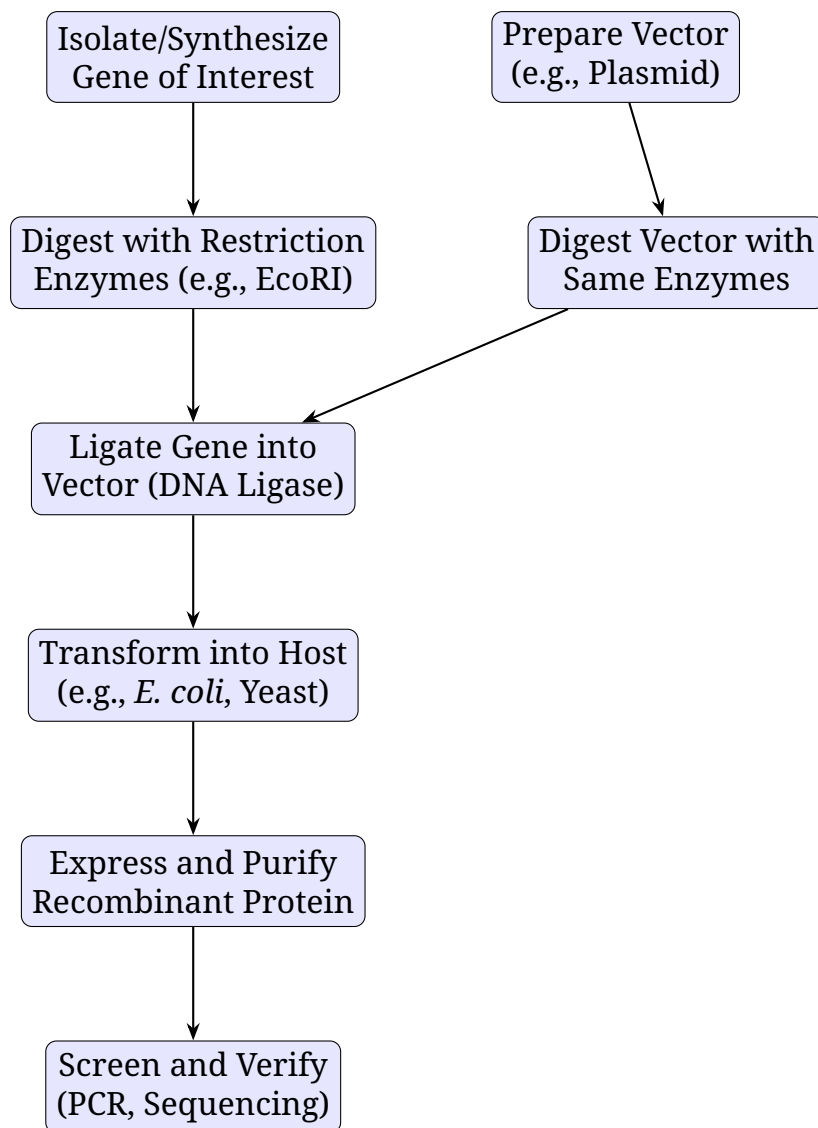 Isolate/Synthesize
Gene of Interest
Prepare Vector
(e.g., Plasmid)
Digest with Restriction
Enzymes (e.g., EcoRI)
Digest Vector with
Same Enzymes
Ligate Gene into
Vector (DNA Ligase)
Transform into Host
(e.g., E. coli, Yeast)
Express and Purify
Recombinant Protein
Screen and Verify
(PCR, Sequencing)